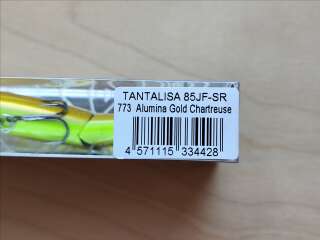 TANTALISA 85JF-SR
773 Alumina Gold Chartreuse
4 571115 334428